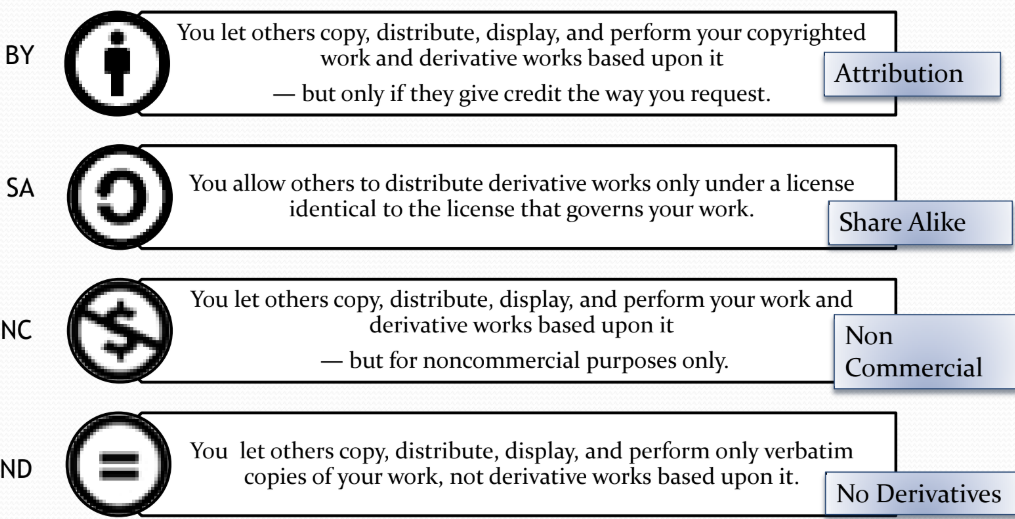 BY
You let others copy, distribute, display, and perform your copyrighted
work and derivative works based upon it
— but only if they give credit the way you request.
Attribution
SA
You allow others to distribute derivative works only under a license
identical to the license that governs your work.
Share Alike
NC
You let others copy, distribute, display, and perform your work and
derivative works based upon it
— but for noncommercial purposes only.
Non
Commercial
ND
You let others copy, distribute, display, and perform only verbatim
copies of your work, not derivative works based upon it.
No Derivatives